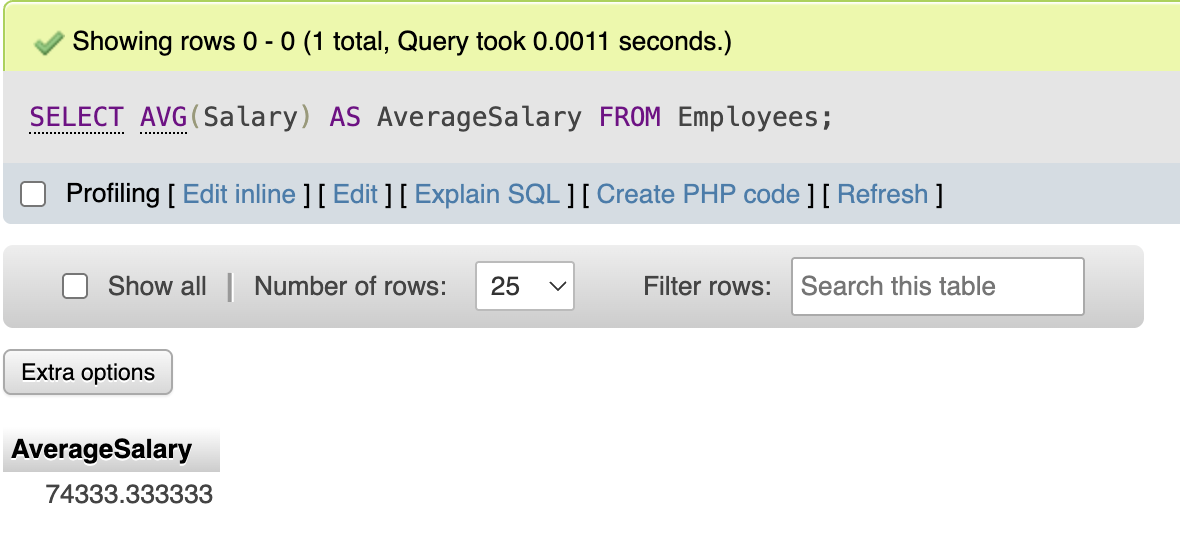 Showing rows 0 - 0 (1 total, Query took 0.0011 seconds.)
SELECT AVG(Salary) AS AverageSalary FROM Employees;
Profiling [ Edit inline ] [ Edit ] [ Explain SQL ] [ Create PHP code ] [ Refresh ]
Show all | Number of rows: 25 Filter rows: Search this table
Extra options
AverageSalary
74333.333333